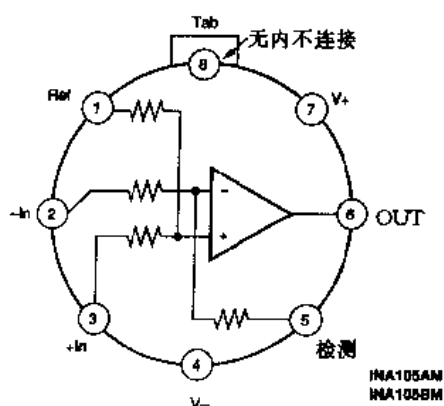 Tab
8 无内不连接
Ref 1
7 V+
-In 2
-
6 OUT
+
3 +In
5 检测
4 V-
INA105AM
INA105BM